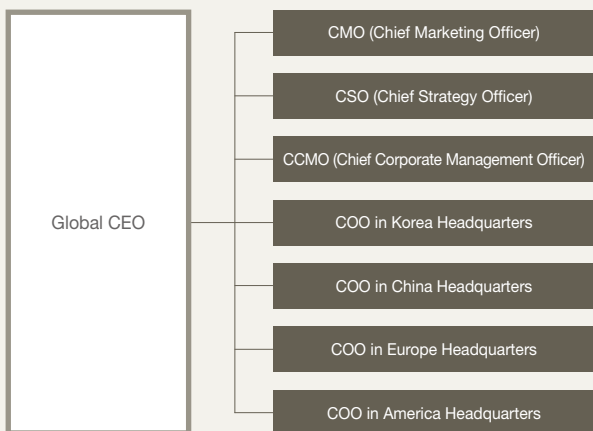 Global CEO
CMO (Chief Marketing Officer)
CSO (Chief Strategy Officer)
CCMO (Chief Corporate Management Officer)
COO in Korea Headquarters
COO in China Headquarters
COO in Europe Headquarters
COO in America Headquarters